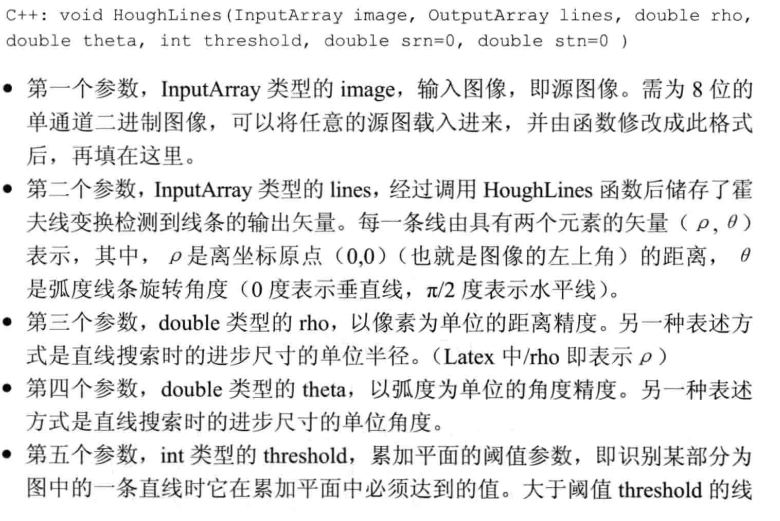 C++: void HoughLines(InputArray image, OutputArray lines, double rho,
double theta, int threshold, double srn=0, double stn=0 )
● 第一个参数，InputArray 类型的 image，输入图像，即源图像。需为 8 位的
单通道二进制图像，可以将任意的源图载入进来，并由函数修改成此格式
后，再填在这里。
● 第二个参数，InputArray 类型的 lines，经过调用 HoughLines 函数后储存了霍
夫线变换检测到线条的输出矢量。每一条线由具有两个元素的矢量（ρ, θ）
表示，其中，ρ是离坐标原点（0,0）（也就是图像的左上角）的距离， θ
是弧度线条旋转角度（0 度表示垂直线，π/2 度表示水平线）。
● 第三个参数，double 类型的 rho，以像素为单位的距离精度。另一种表述方
式是直线搜索时的进步尺寸的单位半径。（Latex 中/rho 即表示ρ）
● 第四个参数，double 类型的 theta，以弧度为单位的角度精度。另一种表述
方式是直线搜索时的进步尺寸的单位角度。
● 第五个参数，int 类型的 threshold，累加平面的阈值参数，即识别某部分为
图中的一条直线时它在累加平面中必须达到的值。大于阈值 threshold 的线